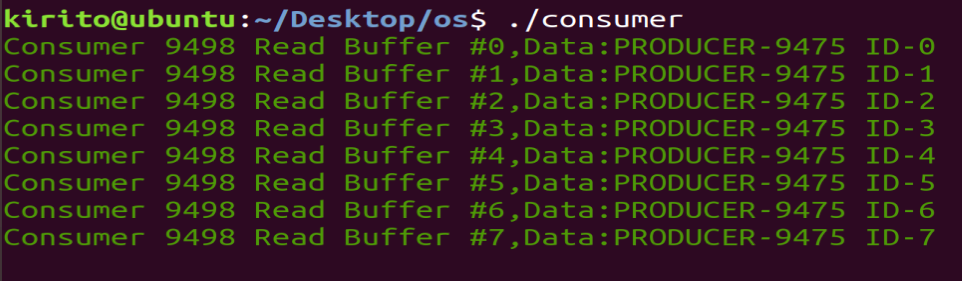 kirito@ubuntu:~/Desktop/os$ ./consumer
Consumer 9498 Read Buffer #0,Data:PRODUCER-9475 ID-0
Consumer 9498 Read Buffer #1,Data:PRODUCER-9475 ID-1
Consumer 9498 Read Buffer #2,Data:PRODUCER-9475 ID-2
Consumer 9498 Read Buffer #3,Data:PRODUCER-9475 ID-3
Consumer 9498 Read Buffer #4,Data:PRODUCER-9475 ID-4
Consumer 9498 Read Buffer #5,Data:PRODUCER-9475 ID-5
Consumer 9498 Read Buffer #6,Data:PRODUCER-9475 ID-6
Consumer 9498 Read Buffer #7,Data:PRODUCER-9475 ID-7